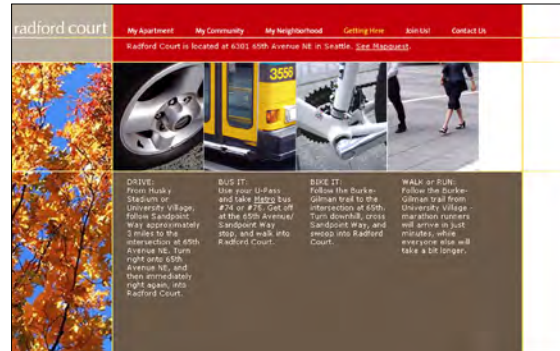 radford court
My Apartment My Community My Neighborhood Getting Here Join Us! Contact Us
Radford Court is located at 6301 65th Avenue NE in Seattle. See Mapquest.
3556
DRIVE:
From Husky
Stadium or
University Village,
follow Sandpoint
Way approximately
3 miles to the
intersection at 65th
Avenue NE. Turn
right onto 65th
Avenue NE, and
then immediately
right again, into
Radford Court.
BUS IT:
Use your U-Pass
and take Metro bus
#74 or #76. Get off
at the 65th Avenue/
Sandpoint Way
stop, and walk into
Radford Court.
BIKE IT:
Follow the Burke-
Gilman trail to the
intersection at 65th.
Turn downhill, cross
Sandpoint Way, and
swoop into Radford
Court.
WALK or RUN:
Follow the Burke-
Gilman trail from
University Village -
marathon runners
will arrive in just
minutes, while
everyone else will
take a bit longer.